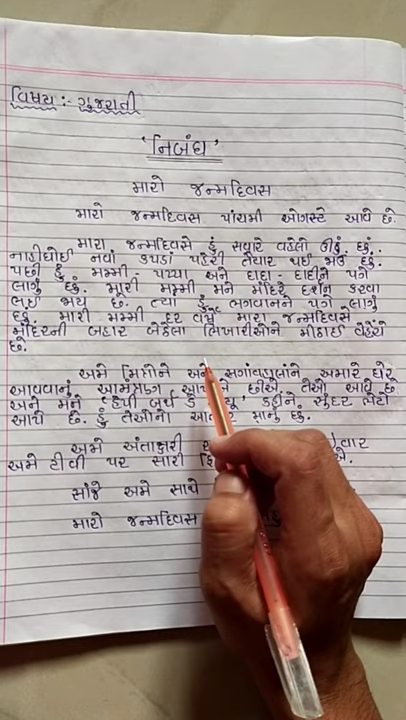 વિષય :- ગુજરાતી
'નિબંધ'
મારો જન્મદિવસ
મારો જન્મદિવસ પાંચમી ઓગસ્ટે આવે છે.
મારા જન્મદિવસે હું સવારે વહેલો ઊઠું છું.
નાહીધોઈ નવાં કપડાં પહેરી તૈયાર થઈ જાઉં છું.
પછી હું મમ્મી-પપ્પા અને દાદા-દાદીને પગે
લાગું છું. મારી મમ્મી મને મંદિરે દર્શન કરવા
લઈ જાય છે. ત્યાં હું ભગવાનને પગે લાગું
છું. મારી મમ્મી દર વખતે મારા જન્મદિવસે
મંદિરની બહાર બેઠેલા ભિખારીઓને મીઠાઈ વહેંચે
છે.
અમે મિત્રોને અને સગાંવહાલાંને અમારે ઘેર
આવવાનું આમંત્રણ છીએ તેઓ આવે છે
અને મને 'હેપી બર્થ ડે ટુ યૂ' કહીને સુંદર ભેટો
આપે છે. હું તેઓનો આભાર માનું છું.
અમે અંતાક્ષરી
અમે ટીવી પર સારી
સાંજે અમે સાથે
મારો જન્મદિવસ